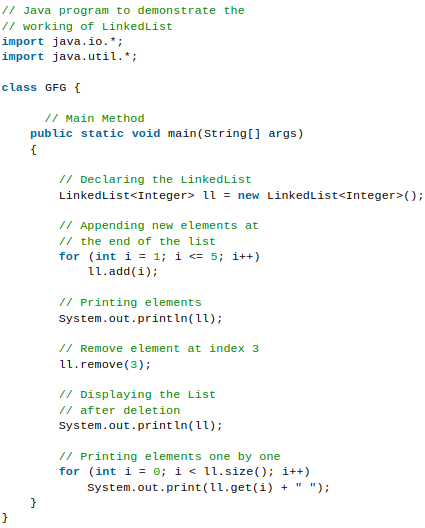 // Java program to demonstrate the
// working of LinkedList
import java.io.*;
import java.util.*;
class GFG {
// Main Method
public static void main(String[] args)
{
// Declaring the LinkedList
LinkedList<Integer> ll = new LinkedList<Integer>();
// Appending new elements at
// the end of the list
for (int i = 1; i <= 5; i++)
ll.add(i);
// Printing elements
System.out.println(ll);
// Remove element at index 3
ll.remove(3);
// Displaying the List
// after deletion
System.out.println(ll);
// Printing elements one by one
for (int i = 0; i < ll.size(); i++)
System.out.print(ll.get(i) + " ");
}
}